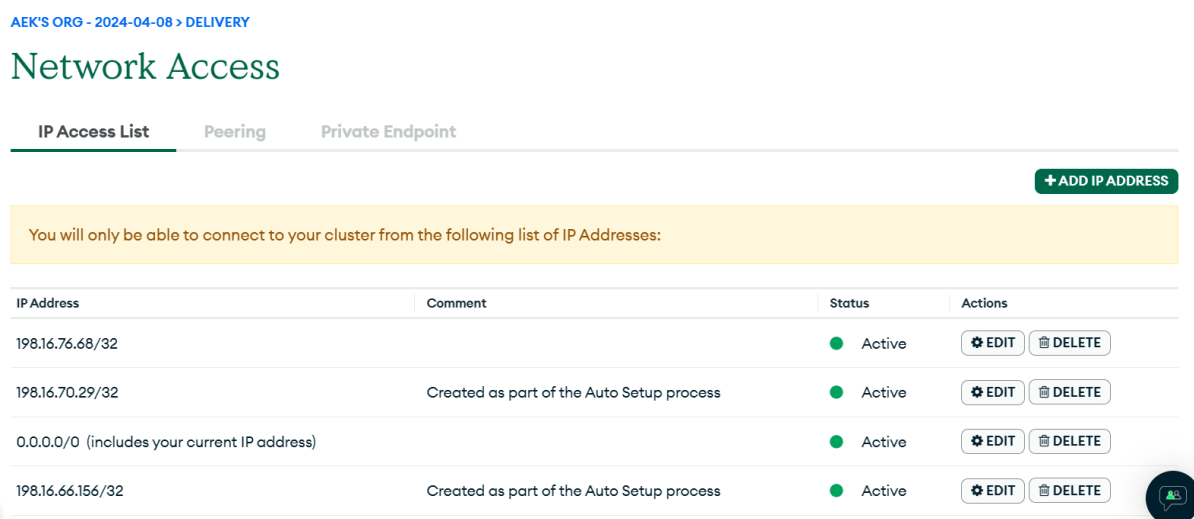 AEK'S ORG - 2024-04-08 > DELIVERY
Network Access
IP Access List Peering Private Endpoint
+ ADD IP ADDRESS
You will only be able to connect to your cluster from the following list of IP Addresses:
IP Address Comment Status Actions
198.16.76.68/32 Active EDIT DELETE
198.16.70.29/32 Created as part of the Auto Setup process Active EDIT DELETE
0.0.0.0/0 (includes your current IP address) Active EDIT DELETE
198.16.66.156/32 Created as part of the Auto Setup process Active EDIT DELETE